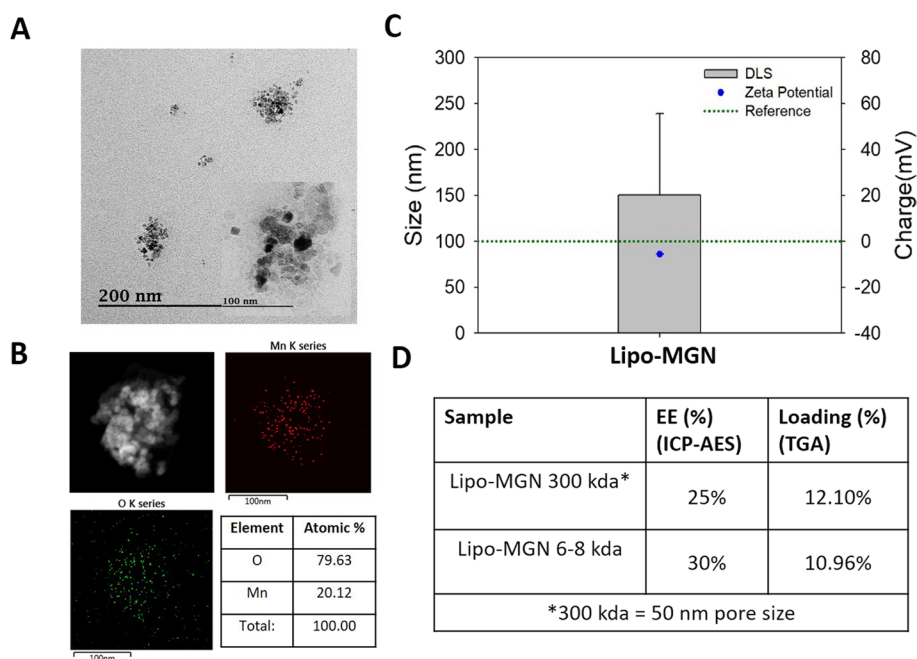 A
200 nm
100 nm
B
Mn K series
100nm
O K series
100nm
Element Atomic %
O 79.63
Mn 20.12
Total: 100.00
C
300
250
200
150
100
50
0
Size (nm)
DLS
Zeta Potential
Reference
80
60
40
20
0
-20
-40
Charge(mV)
Lipo-MGN
D
Sample EE (%) Loading (%)
(ICP-AES) (TGA)
Lipo-MGN 300 kda* 25% 12.10%
Lipo-MGN 6-8 kda 30% 10.96%
*300 kda = 50 nm pore size